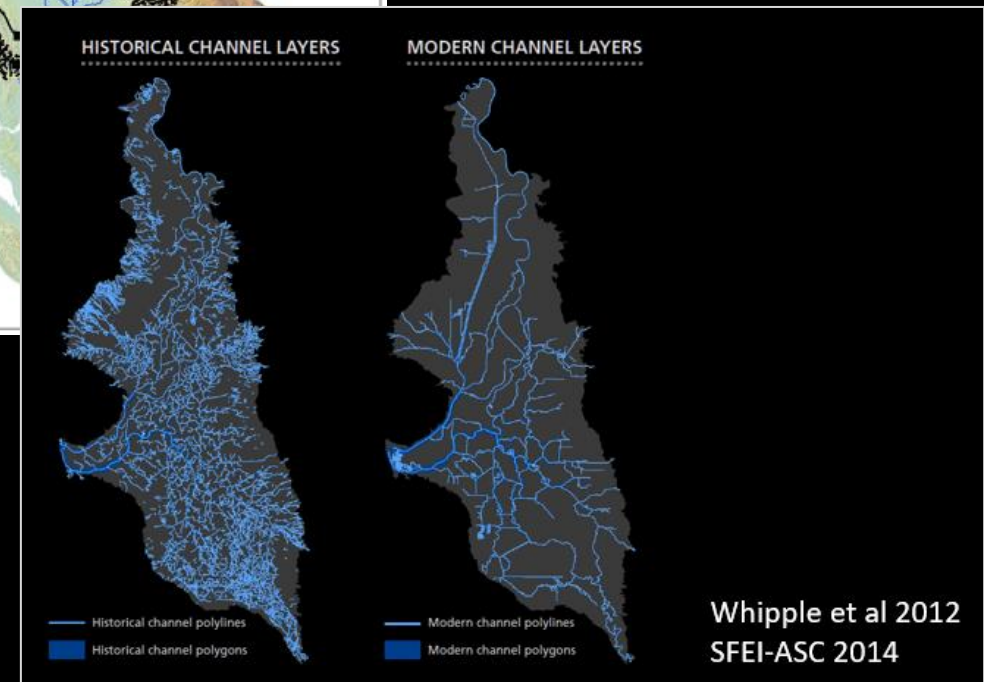 HISTORICAL CHANNEL LAYERS
MODERN CHANNEL LAYERS
Historical channel polylines
Historical channel polygons
Modern channel polylines
Modern channel polygons
Whipple et al 2012
SFEI-ASC 2014